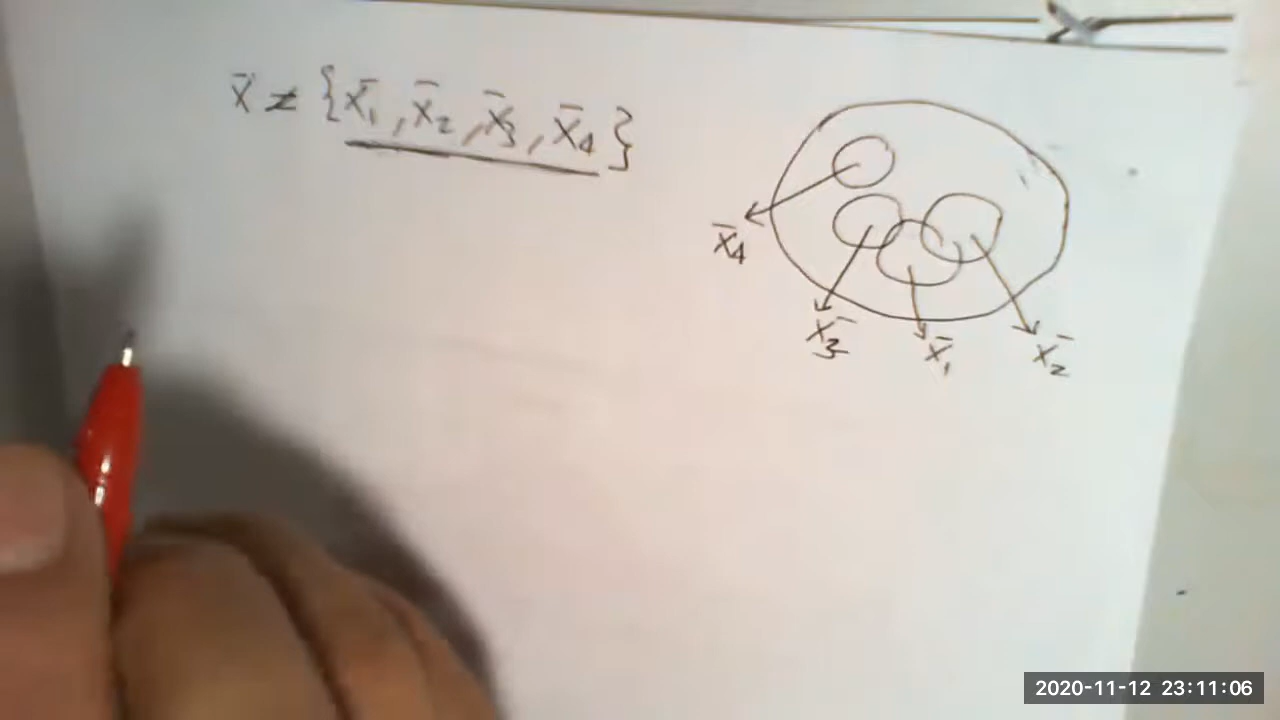 x̄ = {x̄₁, x̄₂, x̄₃, x̄₄}
x̄₄
x̄₃
x̄₁
x̄₂
2020-11-12 23:11:06